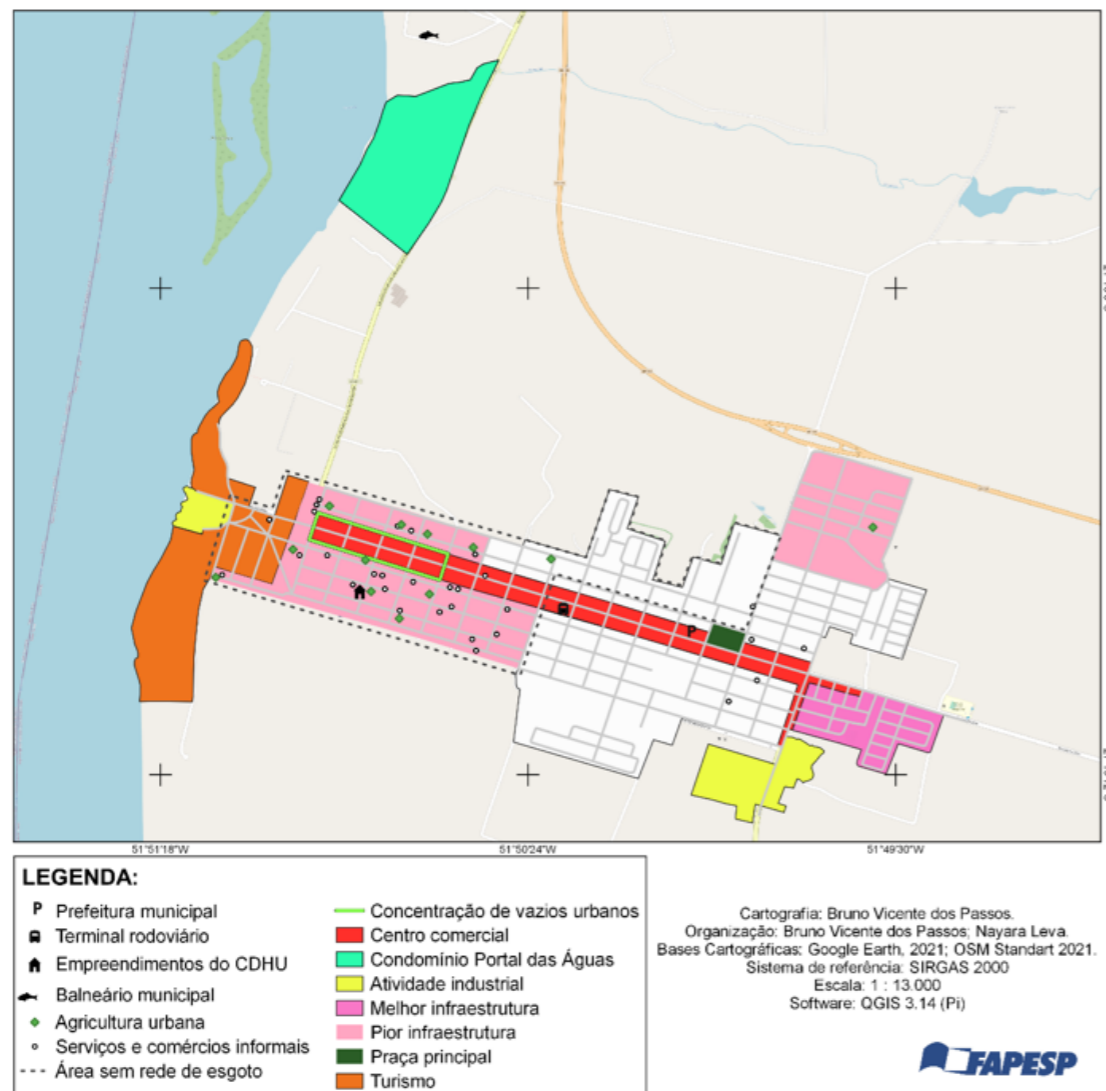 P
51°51'18"W
51°50'24"W
51°49'30"W
LEGENDA:
P Prefeitura municipal
Terminal rodoviário
Empreendimentos do CDHU
Balneário municipal
Agricultura urbana
Serviços e comércios informais
Área sem rede de esgoto
Concentração de vazios urbanos
Centro comercial
Condomínio Portal das Águas
Atividade industrial
Melhor infraestrutura
Pior infraestrutura
Praça principal
Turismo
Cartografia: Bruno Vicente dos Passos.
Organização: Bruno Vicente dos Passos; Nayara Leva.
Bases Cartográficas: Google Earth, 2021; OSM Standart 2021.
Sistema de referência: SIRGAS 2000
Escala: 1 : 13.000
Software: QGIS 3.14 (Pi)
FAPESP